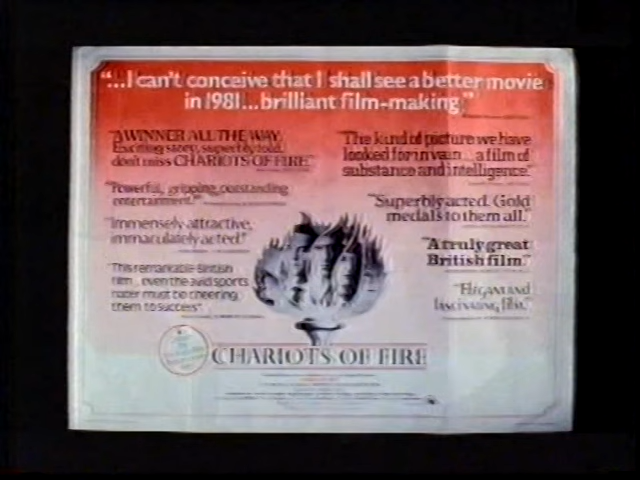 "...I can't conceive that I shall see a better movie
in 1981...brilliant film-making."
"A WINNER ALL THE WAY.
Exciting story, superbly told,
don't miss CHARIOTS OF FIRE"
"The kind of picture we have
looked for in vain... a film of
substance and intelligence."
"Powerful, gripping, outstanding
entertainment."
"Superbly acted. Gold
medals to them all."
"Immensely attractive,
immaculately acted."
"A truly great
British film."
"This remarkable British
film... even the avid sports
hater must be cheering
them to success"
"Elegant and
fascinating film."
CHARIOTS OF FIRE